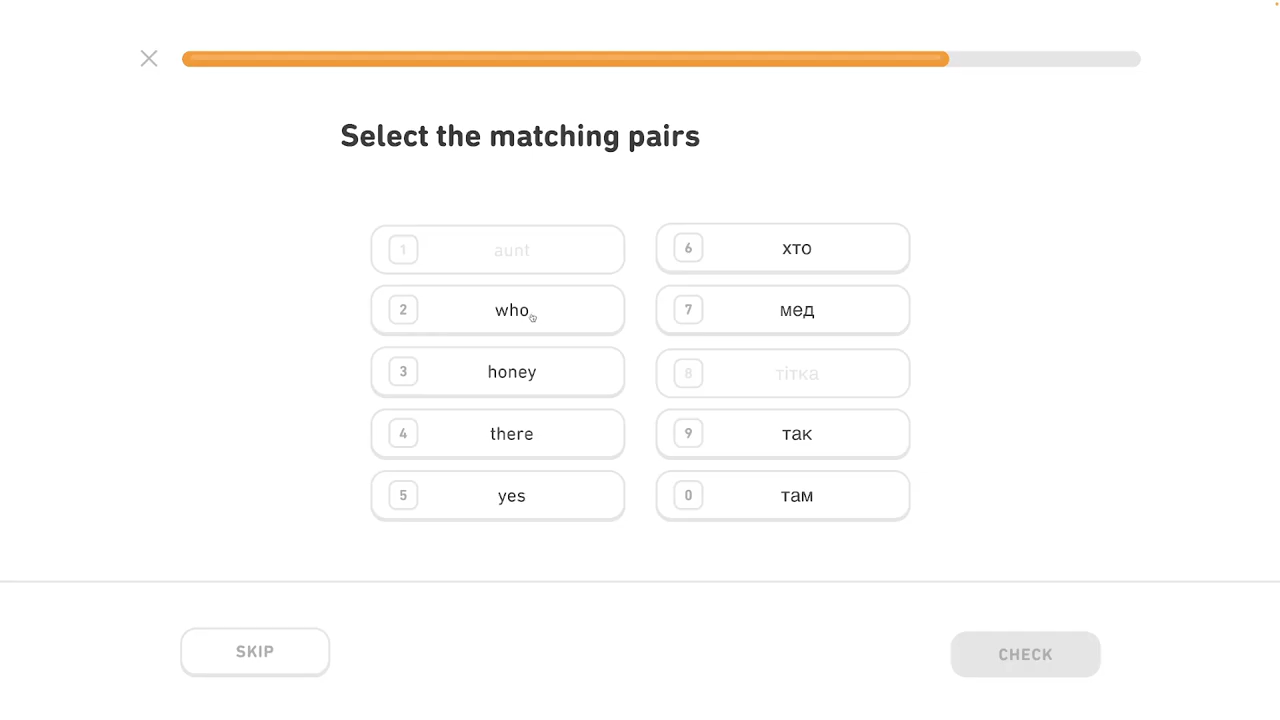 Select the matching pairs
1 aunt
6 хто
2 who
7 мед
3 honey
8 тітка
4 there
9 так
5 yes
0 там
SKIP
CHECK